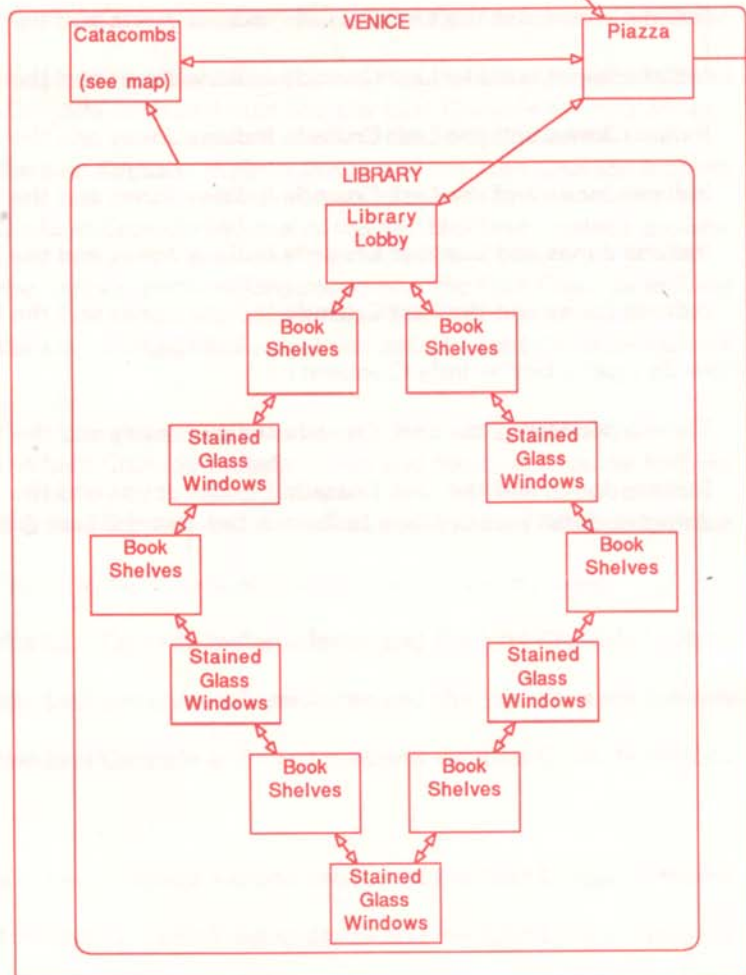 VENICE
Catacombs
(see map)
Piazza
LIBRARY
Library
Lobby
Book
Shelves
Book
Shelves
Stained
Glass
Windows
Stained
Glass
Windows
Book
Shelves
Book
Shelves
Stained
Glass
Windows
Stained
Glass
Windows
Book
Shelves
Book
Shelves
Stained
Glass
Windows